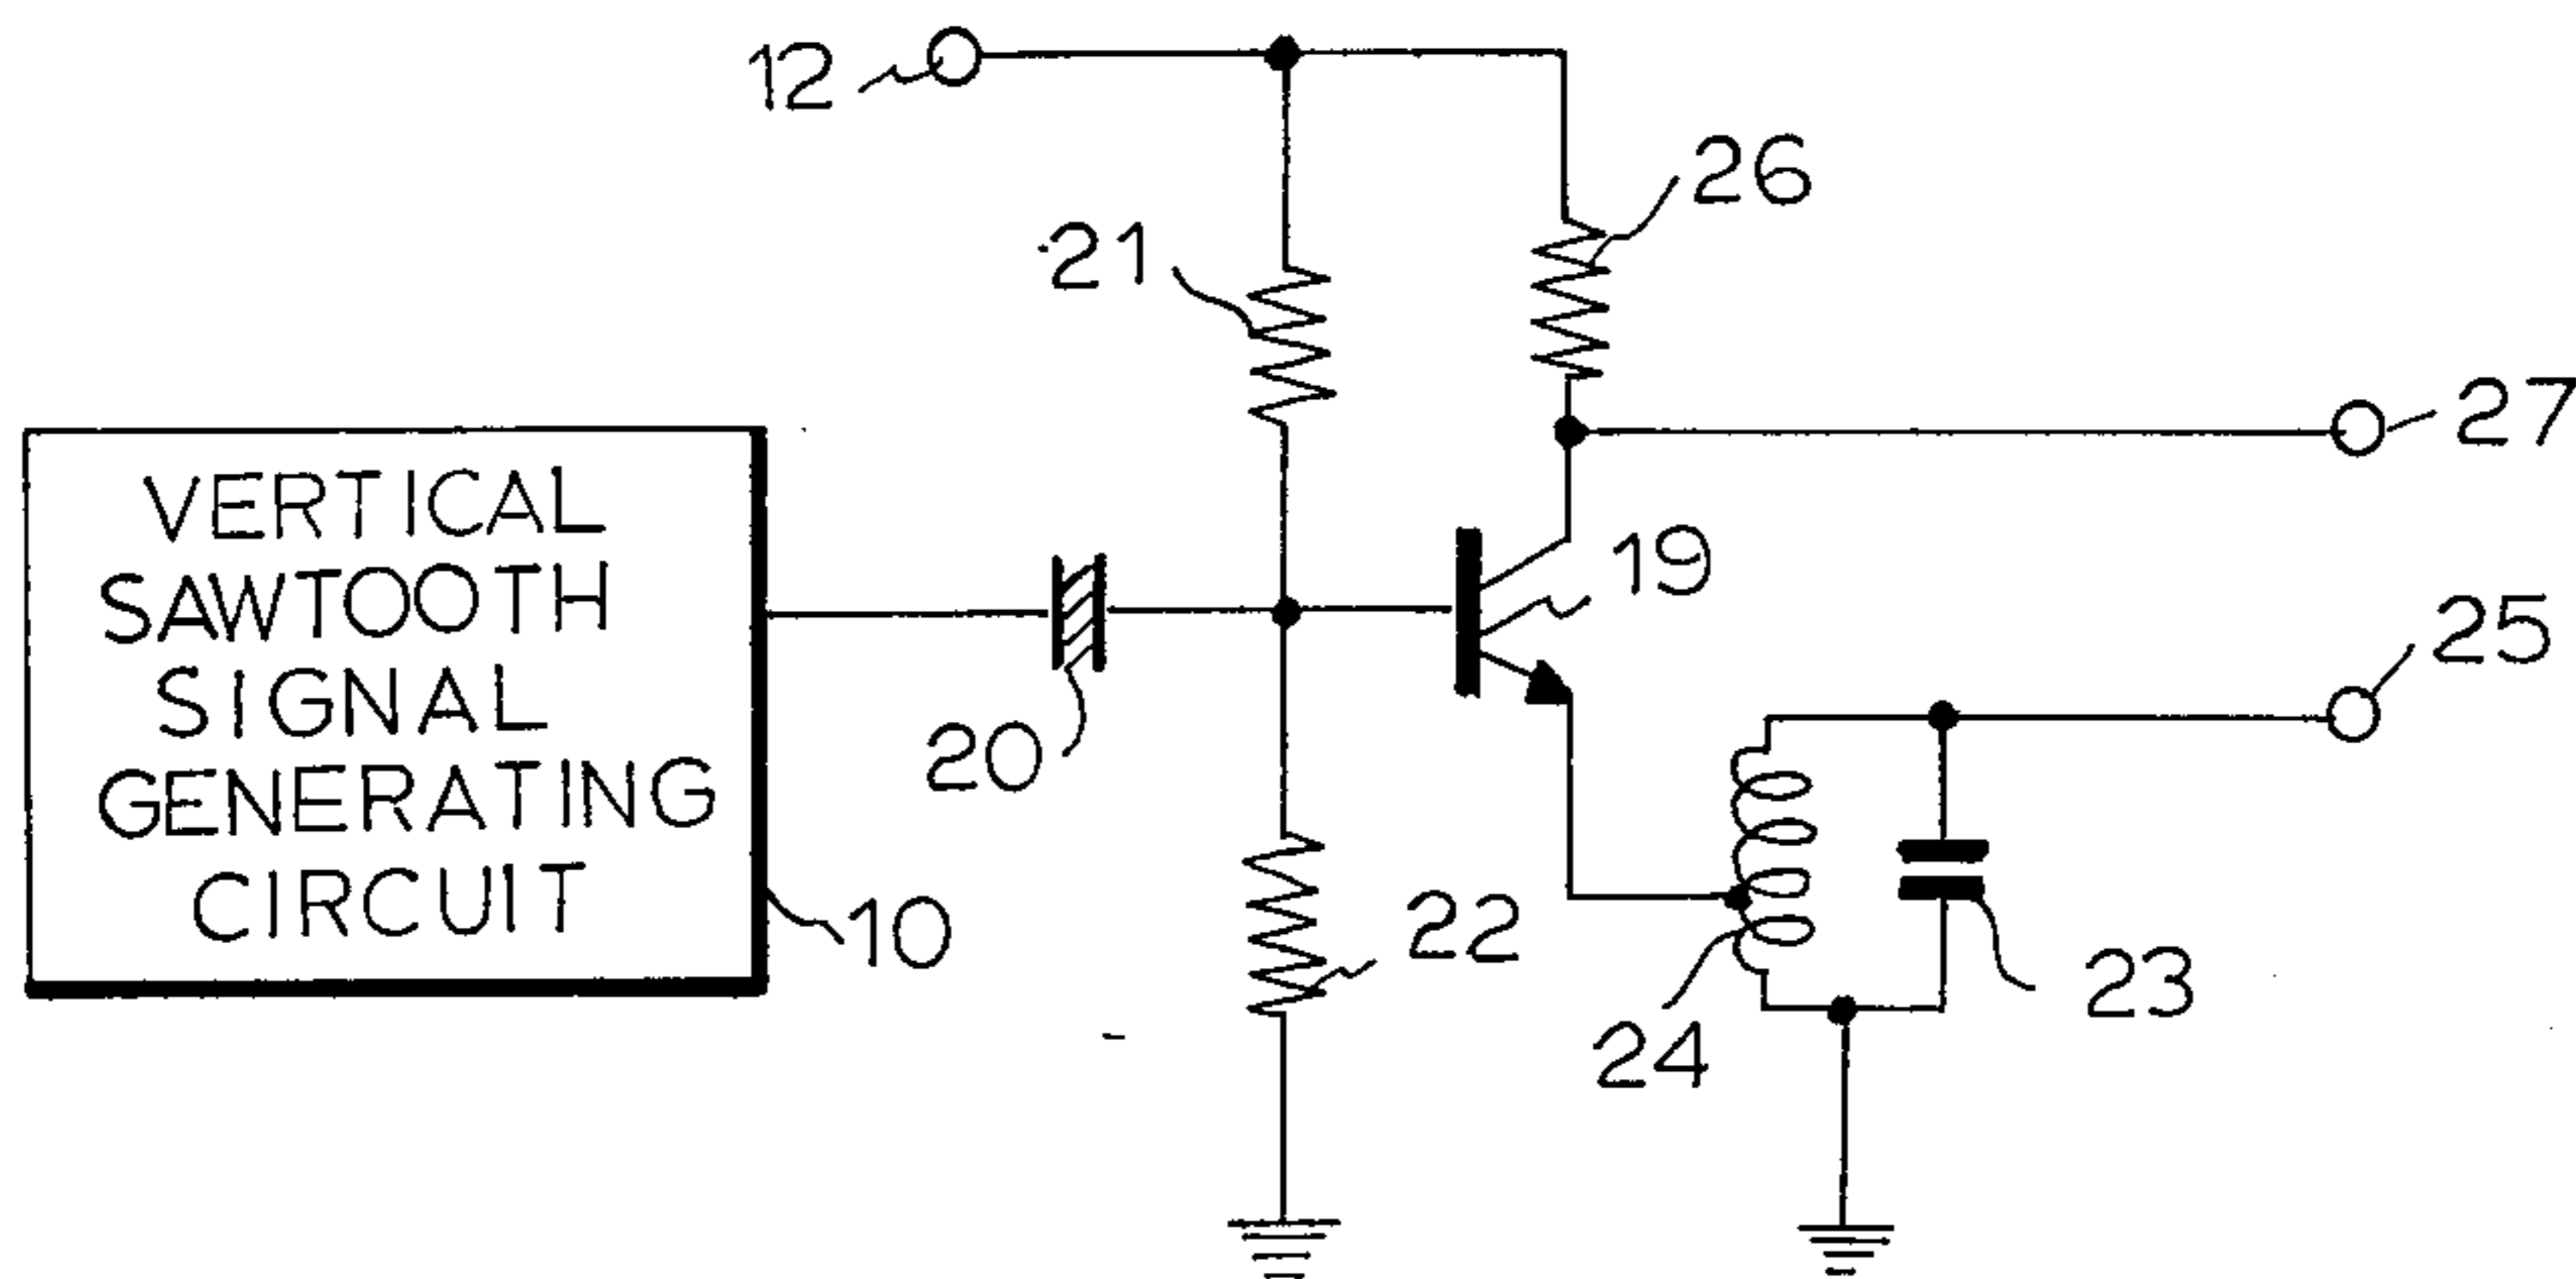 12
26
21
27
VERTICAL
SAWTOOTH
SIGNAL
GENERATING
CIRCUIT
19
25
20
10
22
23
24